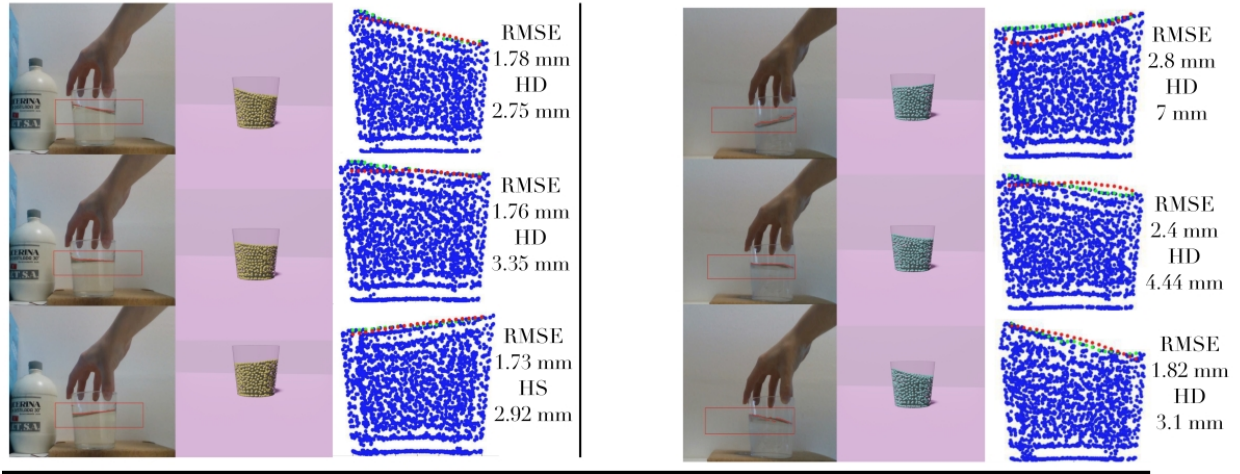 RMSE
1.78 mm
HD
2.75 mm
RMSE
1.76 mm
HD
3.35 mm
RMSE
1.73 mm
HS
2.92 mm
RMSE
2.8 mm
HD
7 mm
RMSE
2.4 mm
HD
4.44 mm
RMSE
1.82 mm
HD
3.1 mm